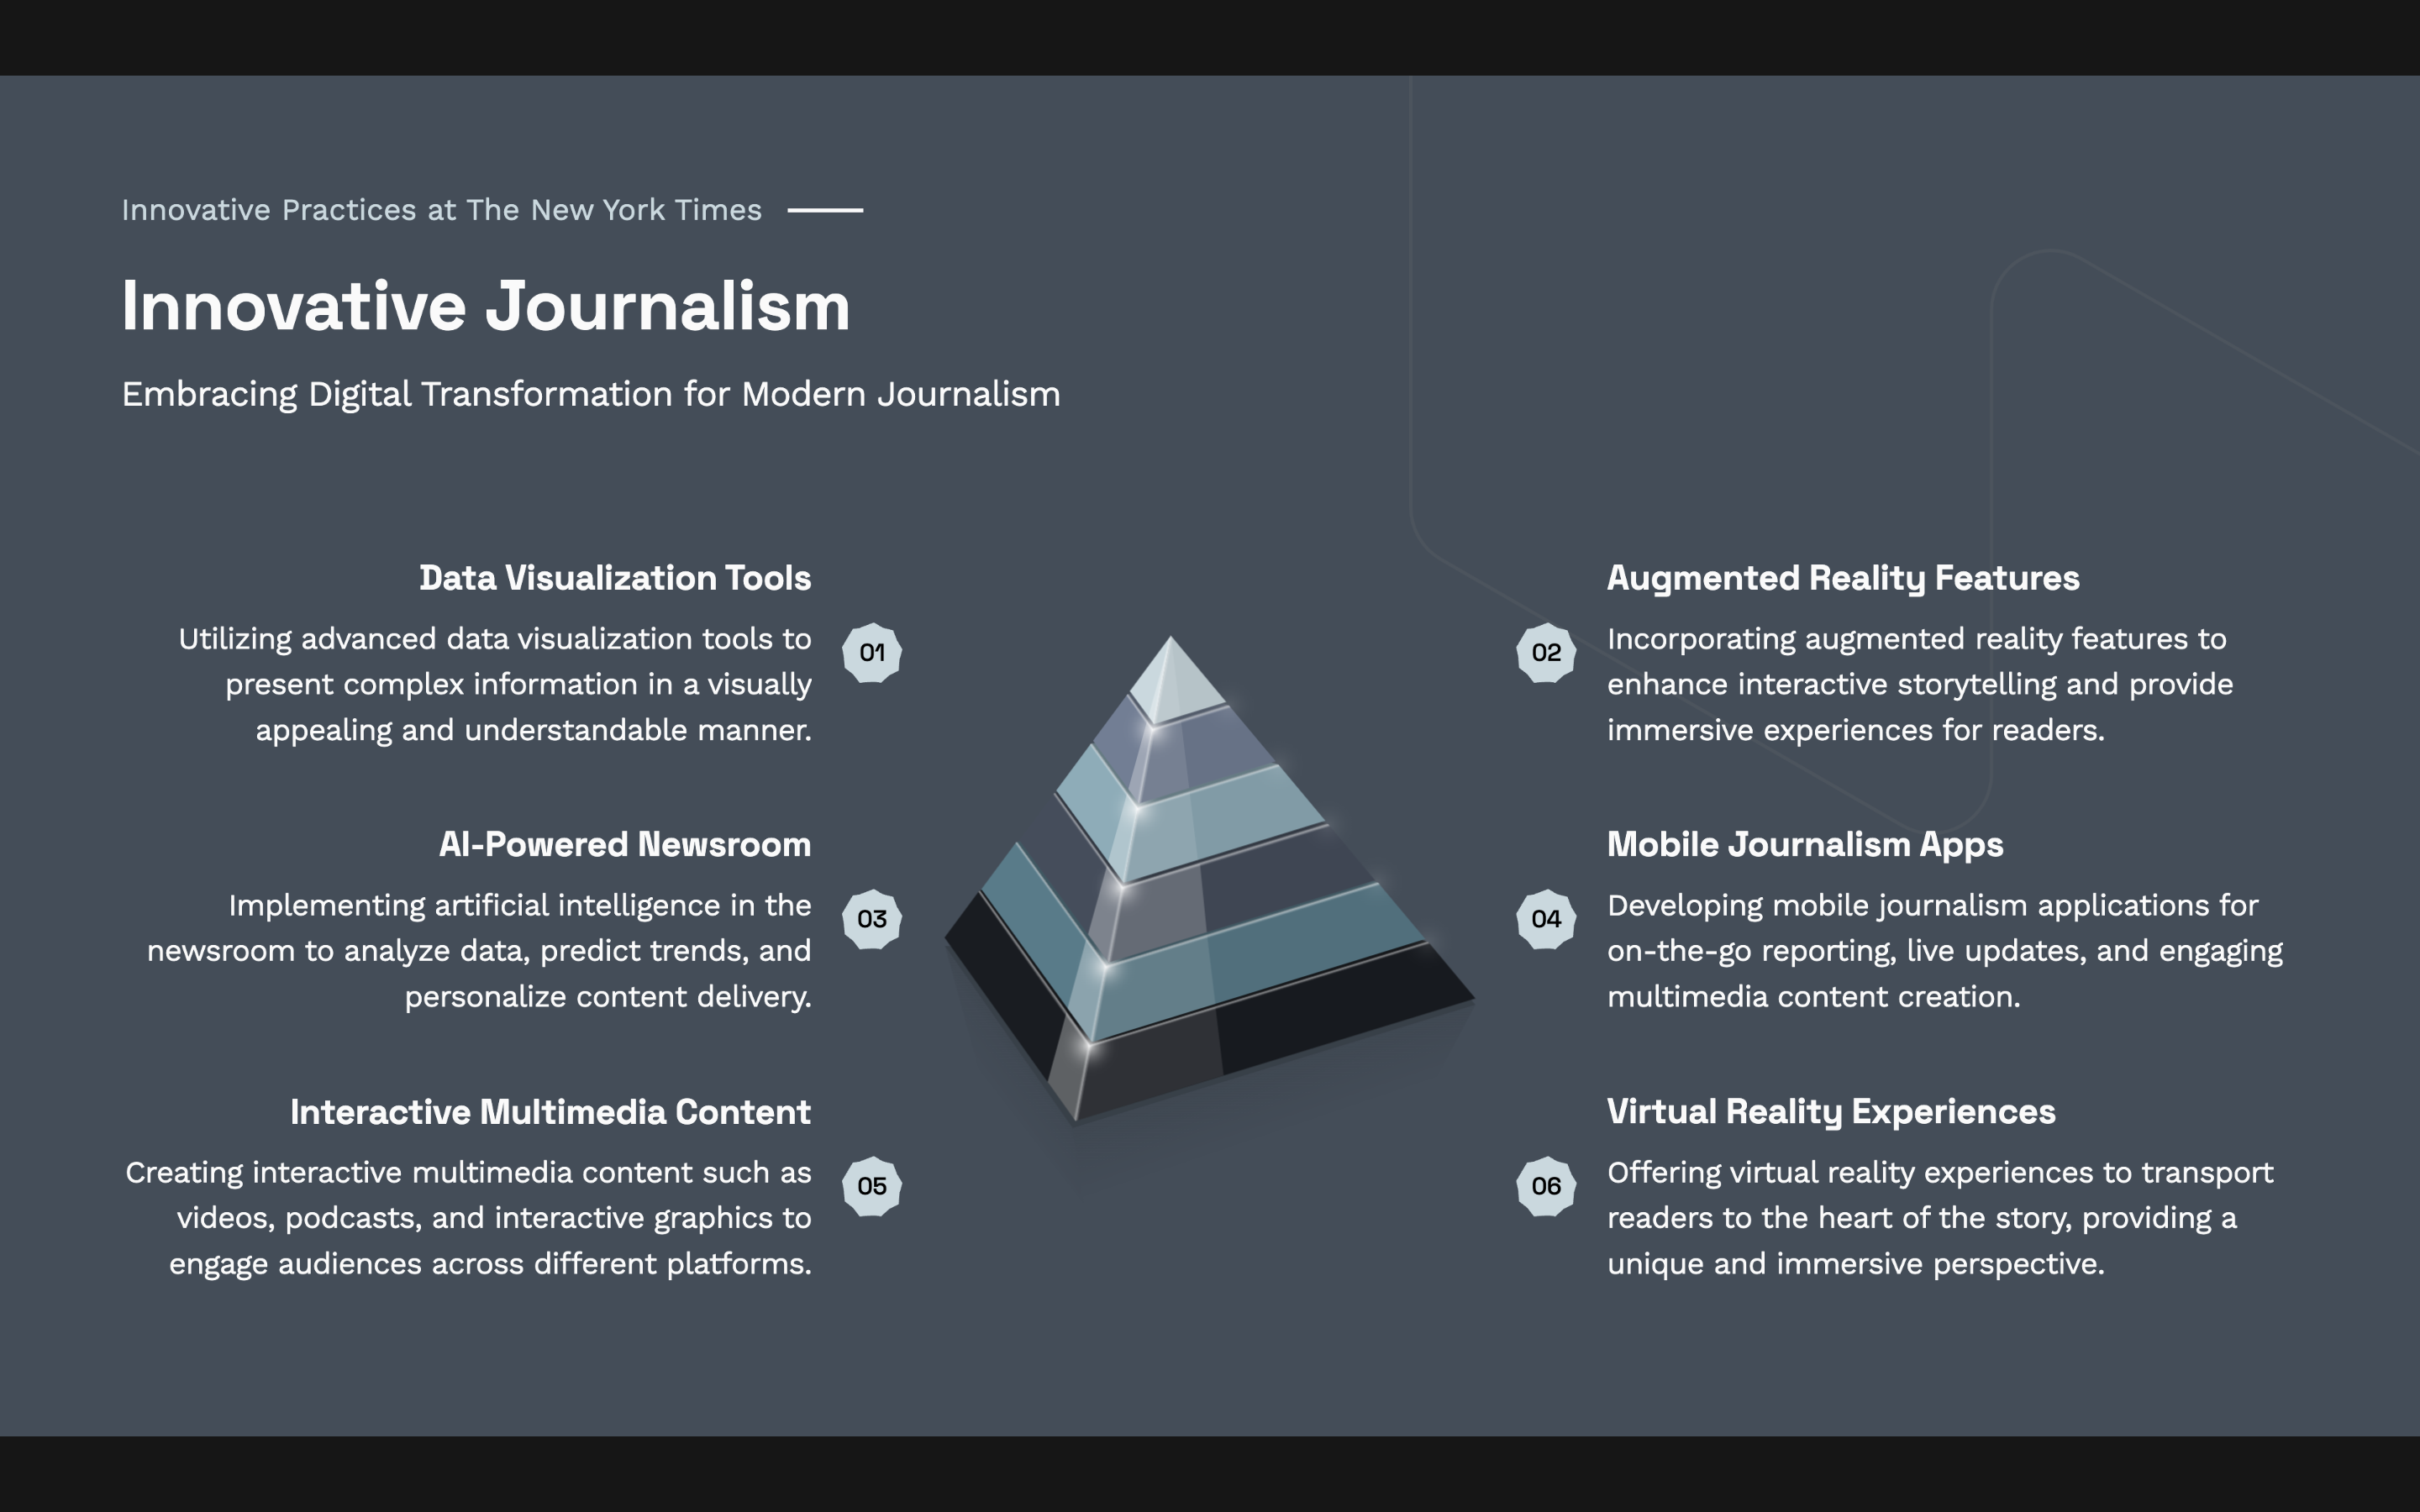 Innovative Practices at The New York Times
Innovative Journalism
Embracing Digital Transformation for Modern Journalism
Data Visualization Tools
Utilizing advanced data visualization tools to
present complex information in a visually
appealing and understandable manner.
01
02
Augmented Reality Features
Incorporating augmented reality features to
enhance interactive storytelling and provide
immersive experiences for readers.
AI-Powered Newsroom
Implementing artificial intelligence in the
newsroom to analyze data, predict trends, and
personalize content delivery.
03
04
Mobile Journalism Apps
Developing mobile journalism applications for
on-the-go reporting, live updates, and engaging
multimedia content creation.
Interactive Multimedia Content
Creating interactive multimedia content such as
videos, podcasts, and interactive graphics to
engage audiences across different platforms.
05
06
Virtual Reality Experiences
Offering virtual reality experiences to transport
readers to the heart of the story, providing a
unique and immersive perspective.